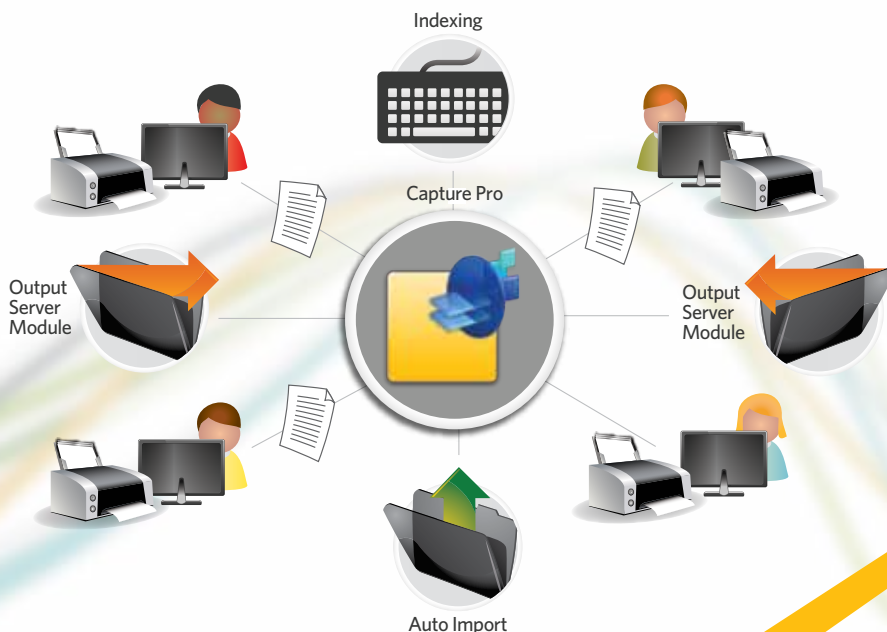 Indexing
Capture Pro
Output
Server
Module
Output
Server
Module
Auto Import